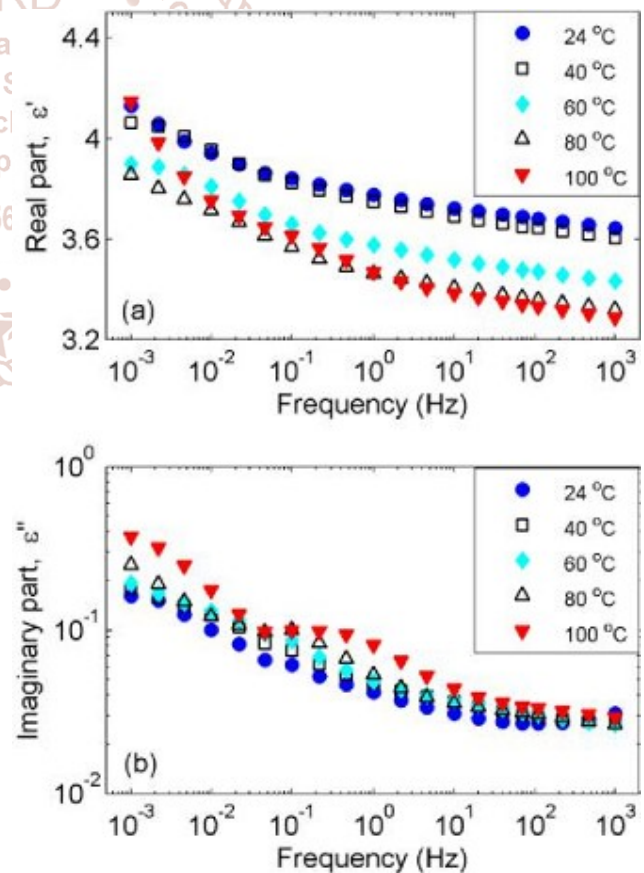 4.4
4
3.6
3.2
Real part, ε'
24 °C
40 °C
60 °C
80 °C
100 °C
(a)
10⁻³ 10⁻² 10⁻¹ 10⁰ 10¹ 10² 10³
Frequency (Hz)
10⁰
10⁻¹
10⁻²
Imaginary part, ε"
24 °C
40 °C
60 °C
80 °C
100 °C
(b)
10⁻³ 10⁻² 10⁻¹ 10⁰ 10¹ 10² 10³
Frequency (Hz)